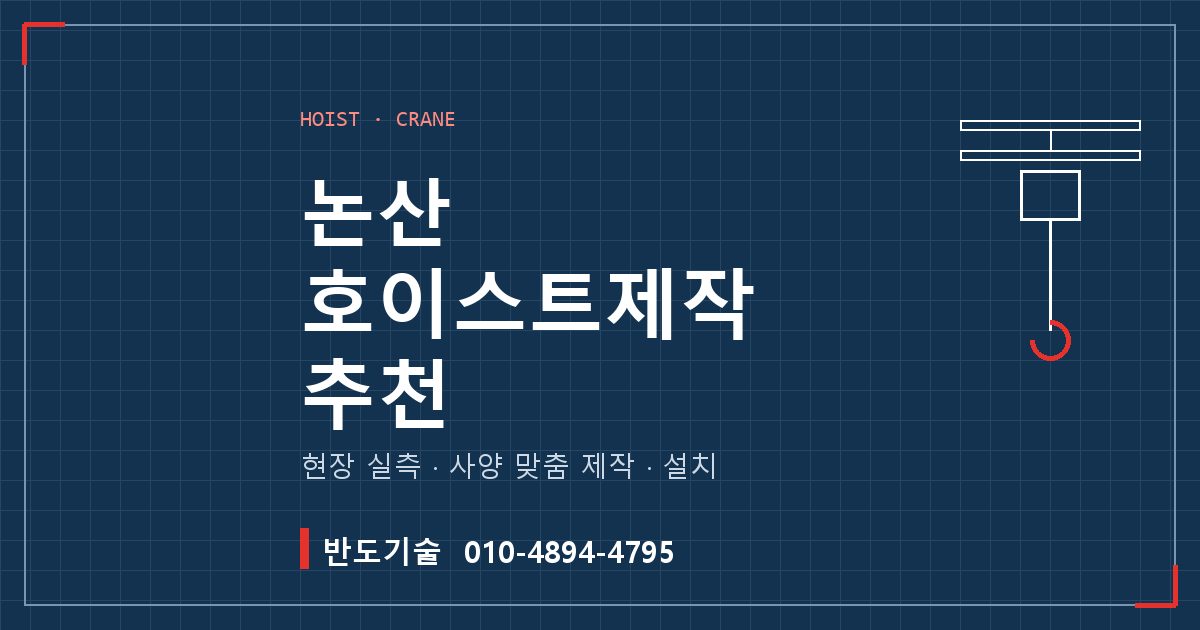 HOIST · CRANE
논산
호이스트제작
추천
현장 실측 · 사양 맞춤 제작 · 설치
반도기술 010-4894-4795